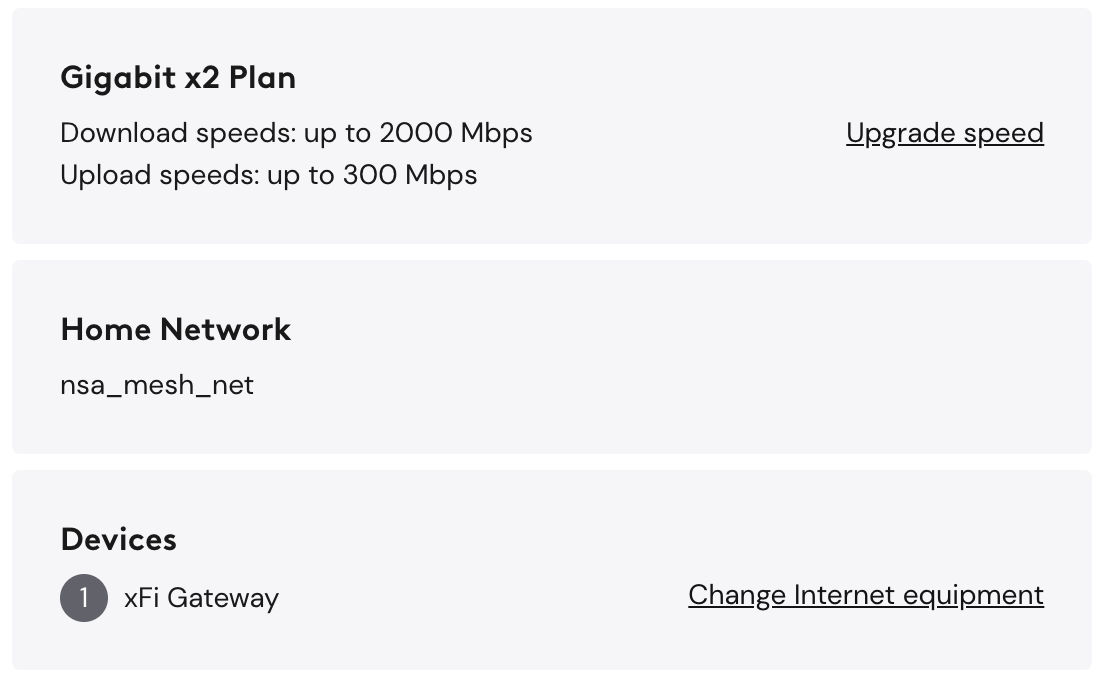 Gigabit x2 Plan
Download speeds: up to 2000 Mbps
Upgrade speed
Upload speeds: up to 300 Mbps
Home Network
nsa_mesh_net
Devices
1 xFi Gateway
Change Internet equipment